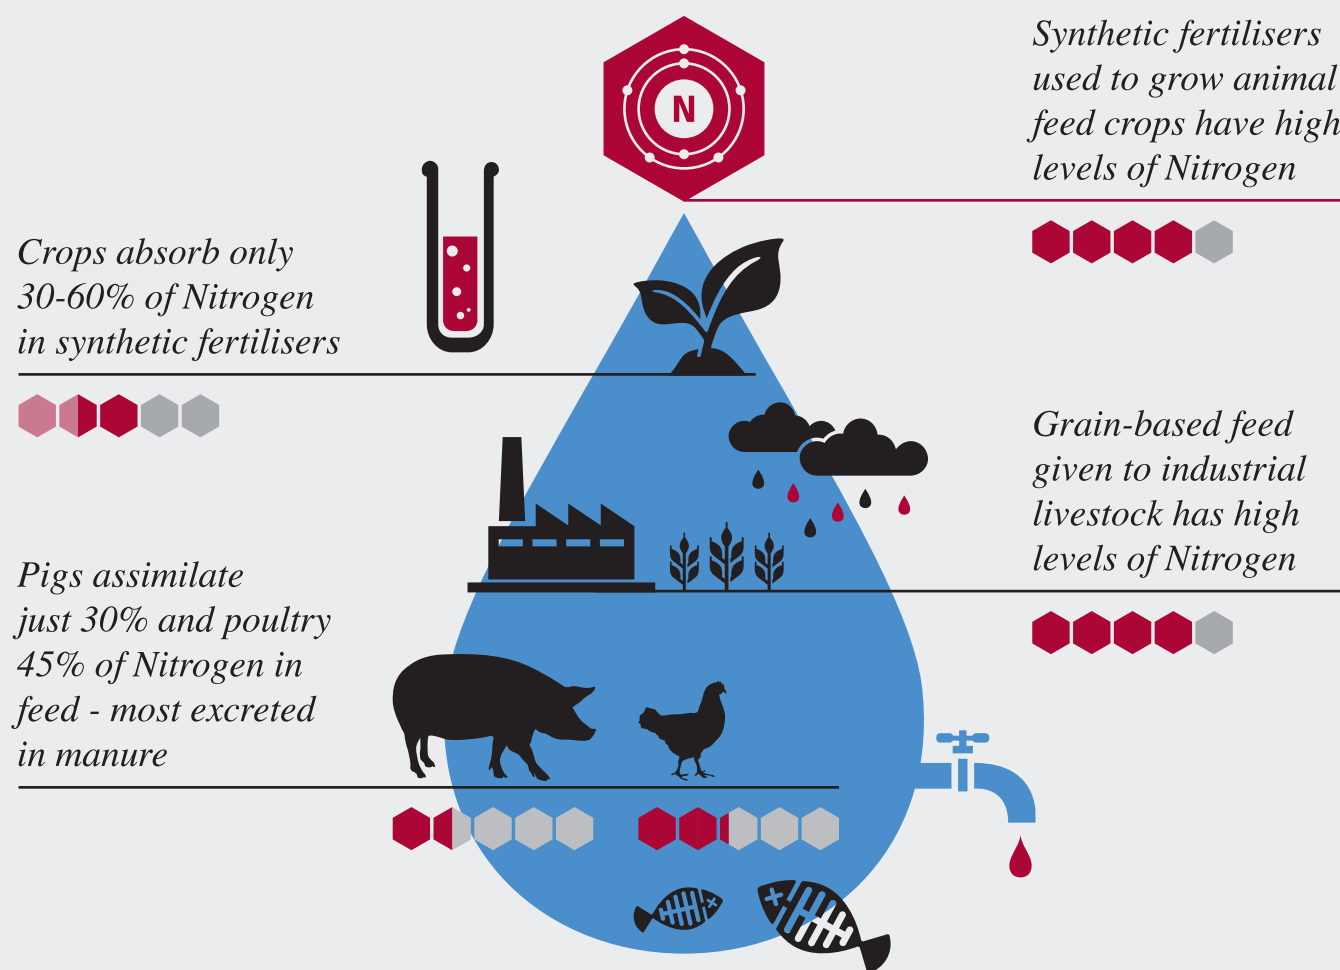 N
Synthetic fertilisers
used to grow animal
feed crops have high
levels of Nitrogen
Crops absorb only
30-60% of Nitrogen
in synthetic fertilisers
Grain-based feed
given to industrial
livestock has high
levels of Nitrogen
Pigs assimilate
just 30% and poultry
45% of Nitrogen in
feed - most excreted
in manure